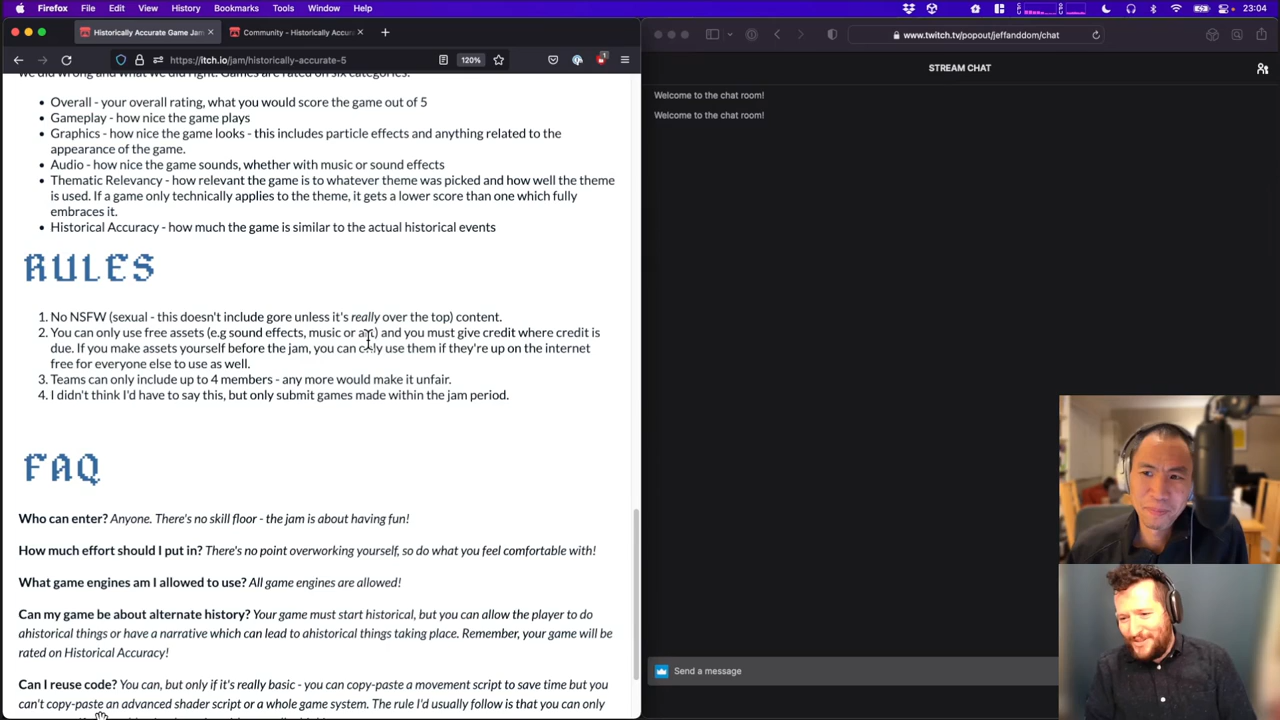 Firefox File Edit View History Bookmarks Tools Window Help 23:04
Historically Accurate Game Jam
Community - Historically Accur
www.twitch.tv/popout/jeffanddom/chat
https://itch.io/jam/historically-accurate-5 120%
STREAM CHAT
Welcome to the chat room!
Welcome to the chat room!
we did wrong and what we did right. Games are rated on six categories:
Overall - your overall rating, what you would score the game out of 5
Gameplay - how nice the game plays
Graphics - how nice the game looks - this includes particle effects and anything related to the
appearance of the game.
Audio - how nice the game sounds, whether with music or sound effects
Thematic Relevancy - how relevant the game is to whatever theme was picked and how well the theme
is used. If a game only technically applies to the theme, it gets a lower score than one which fully
embraces it.
Historical Accuracy - how much the game is similar to the actual historical events
RULES
1. No NSFW (sexual - this doesn't include gore unless it's really over the top) content.
2. You can only use free assets (e.g sound effects, music or art) and you must give credit where credit is
due. If you make assets yourself before the jam, you can only use them if they're up on the internet
free for everyone else to use as well.
3. Teams can only include up to 4 members - any more would make it unfair.
4. I didn't think I'd have to say this, but only submit games made within the jam period.
FAQ
Who can enter? Anyone. There's no skill floor - the jam is about having fun!
How much effort should I put in? There's no point overworking yourself, so do what you feel comfortable with!
What game engines am I allowed to use? All game engines are allowed!
Can my game be about alternate history? Your game must start historical, but you can allow the player to do
ahistorical things or have a narrative which can lead to ahistorical things taking place. Remember, your game will be
rated on Historical Accuracy!
Can I reuse code? You can, but only if it's really basic - you can copy-paste a movement script to save time but you
can't copy-paste an advanced shader script or a whole game system. The rule I'd usually follow is that you can only
Send a message